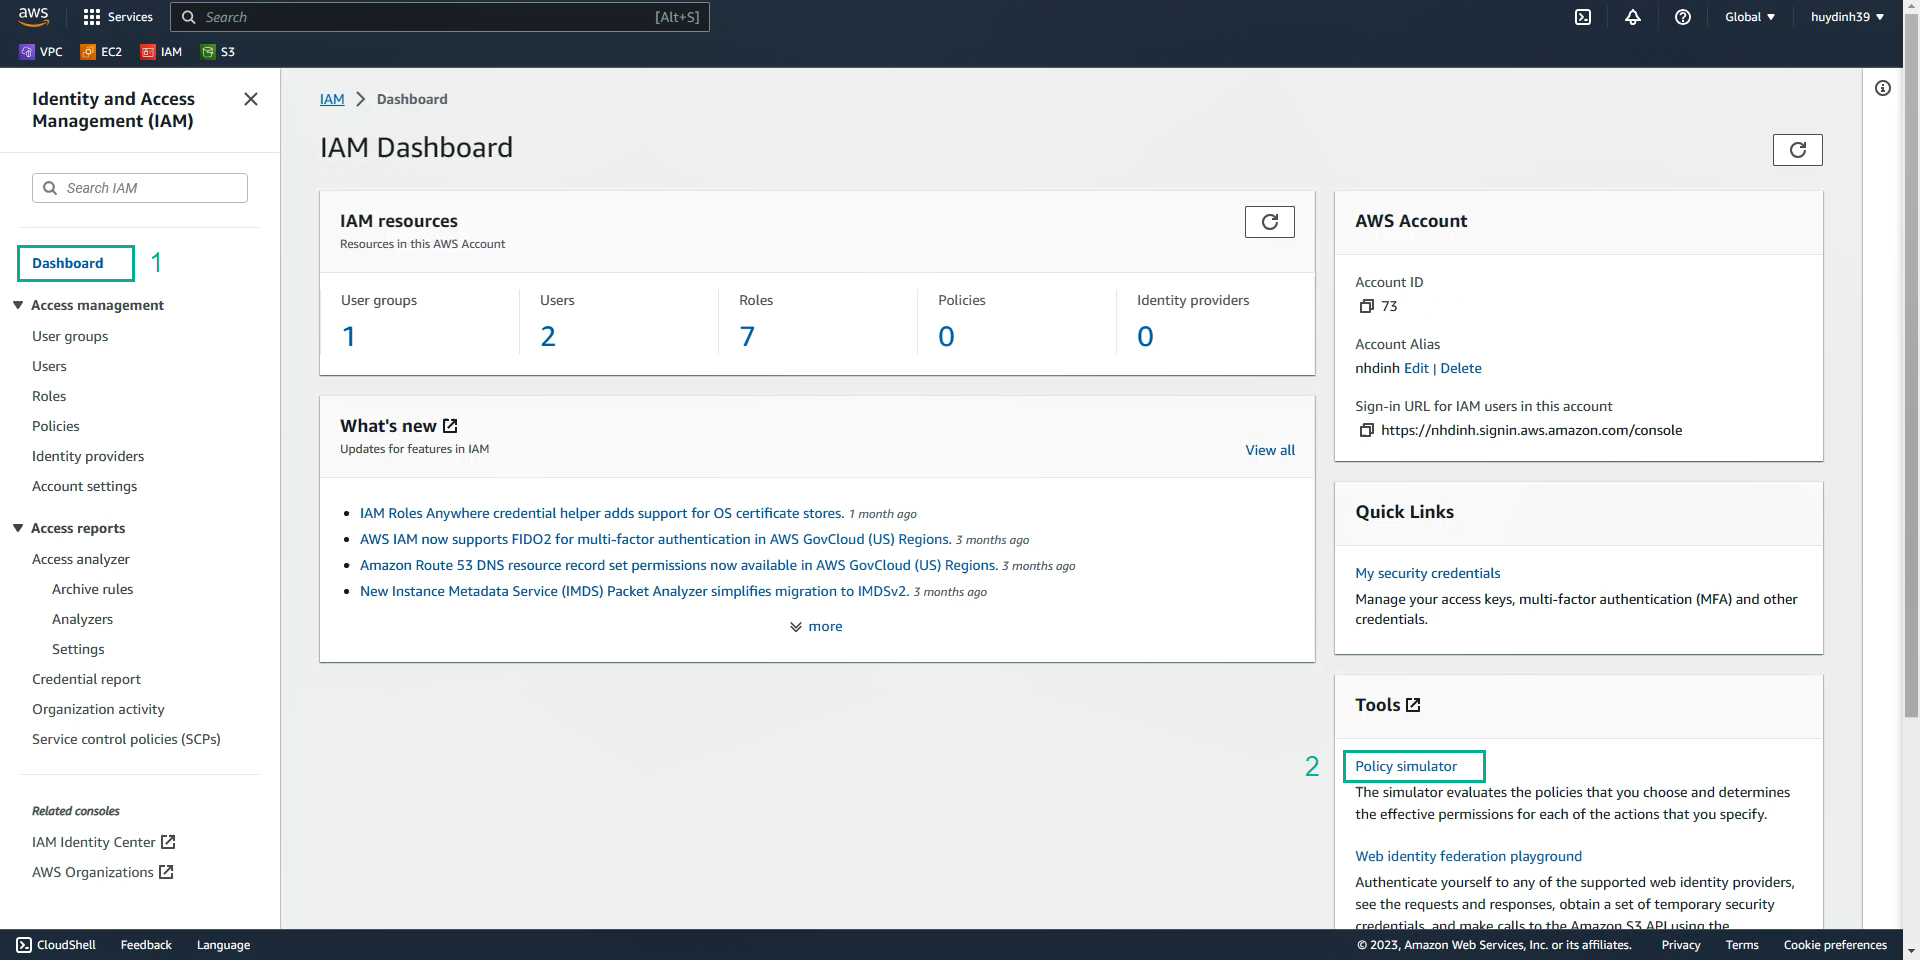 aws
Services
Search
[Alt+S]
Global
huydinh39
VPC
EC2
IAM
S3
Identity and Access
Management (IAM)
Search IAM
Dashboard
1
Access management
User groups
Users
Roles
Policies
Identity providers
Account settings
Access reports
Access analyzer
Archive rules
Analyzers
Settings
Credential report
Organization activity
Service control policies (SCPs)
Related consoles
IAM Identity Center
AWS Organizations
IAM > Dashboard
IAM Dashboard
IAM resources
Resources in this AWS Account
User groups
1
Users
2
Roles
7
Policies
0
Identity providers
0
What's new
Updates for features in IAM
View all
IAM Roles Anywhere credential helper adds support for OS certificate stores. 1 month ago
AWS IAM now supports FIDO2 for multi-factor authentication in AWS GovCloud (US) Regions. 3 months ago
Amazon Route 53 DNS resource record set permissions now available in AWS GovCloud (US) Regions. 3 months ago
New Instance Metadata Service (IMDS) Packet Analyzer simplifies migration to IMDSv2. 3 months ago
more
AWS Account
Account ID
73
Account Alias
nhdinh Edit | Delete
Sign-in URL for IAM users in this account
https://nhdinh.signin.aws.amazon.com/console
Quick Links
My security credentials
Manage your access keys, multi-factor authentication (MFA) and other
credentials.
Tools
2
Policy simulator
The simulator evaluates the policies that you choose and determines
the effective permissions for each of the actions that you specify.
Web identity federation playground
Authenticate yourself to any of the supported web identity providers,
see the requests and responses, obtain a set of temporary security
credentials, and make calls to the Amazon S3 API using the
CloudShell
Feedback
Language
© 2023, Amazon Web Services, Inc. or its affiliates.
Privacy
Terms
Cookie preferences